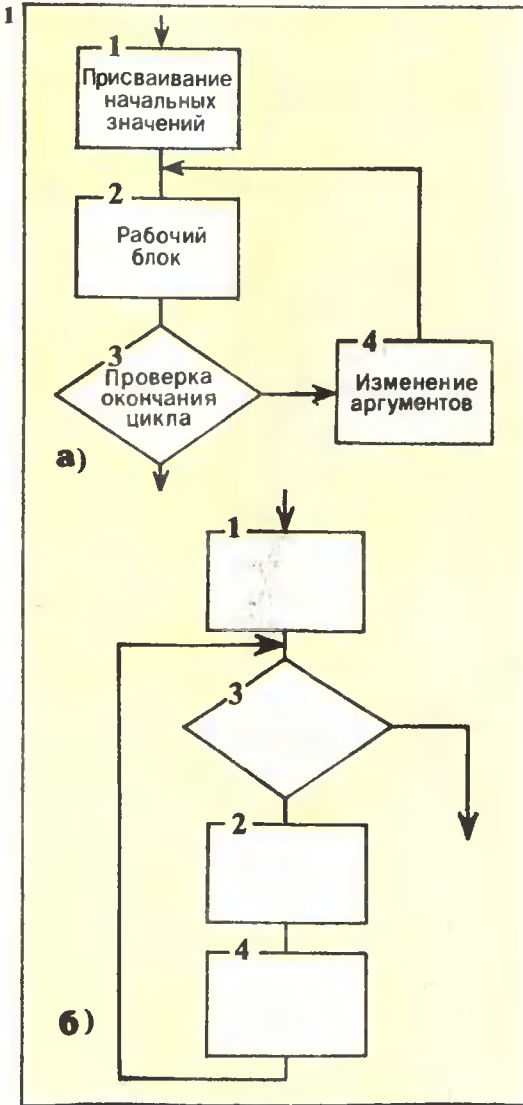 1
1
Присваивание
начальных
значений
2
Рабочий
блок
3
Проверка
окончания
цикла
4
Изменение
аргументов
а)
1
3
2
4
б)